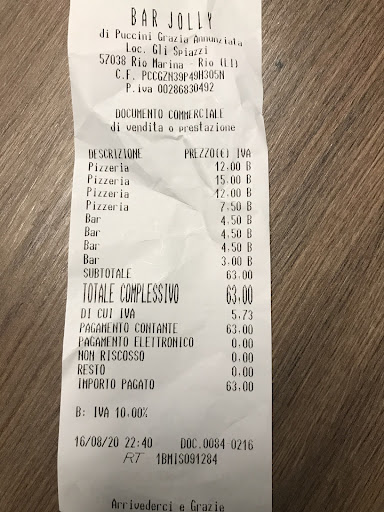 BAR JOLLY
di Puccini Grazia Annunziata
Loc. Gli Spiazzi
57038 Rio Marina - Rio (LI)
C.F. PCCGZN39P49H305N
P.iva 00286830492
DOCUMENTO COMMERCIALE
di vendita o prestazione
DESCRIZIONE PREZZO(€) IVA
Pizzeria 12.00 B
Pizzeria 15.00 B
Pizzeria 12.00 B
Pizzeria 7.50 B
Bar 4.50 B
Bar 4.50 B
Bar 4.50 B
Bar 3.00 B
SUBTOTALE 63.00
TOTALE COMPLESSIVO 63,00
DI CUI IVA 5.73
PAGAMENTO CONTANTE 63.00
PAGAMENTO ELETTRONICO 0.00
NON RISCOSSO 0.00
RESTO 0.00
IMPORTO PAGATO 63.00
B: IVA 10.00%
16/08/20 22:40 DOC.0084-0216
RT 1BMIS091284
Arrivederci e Grazie